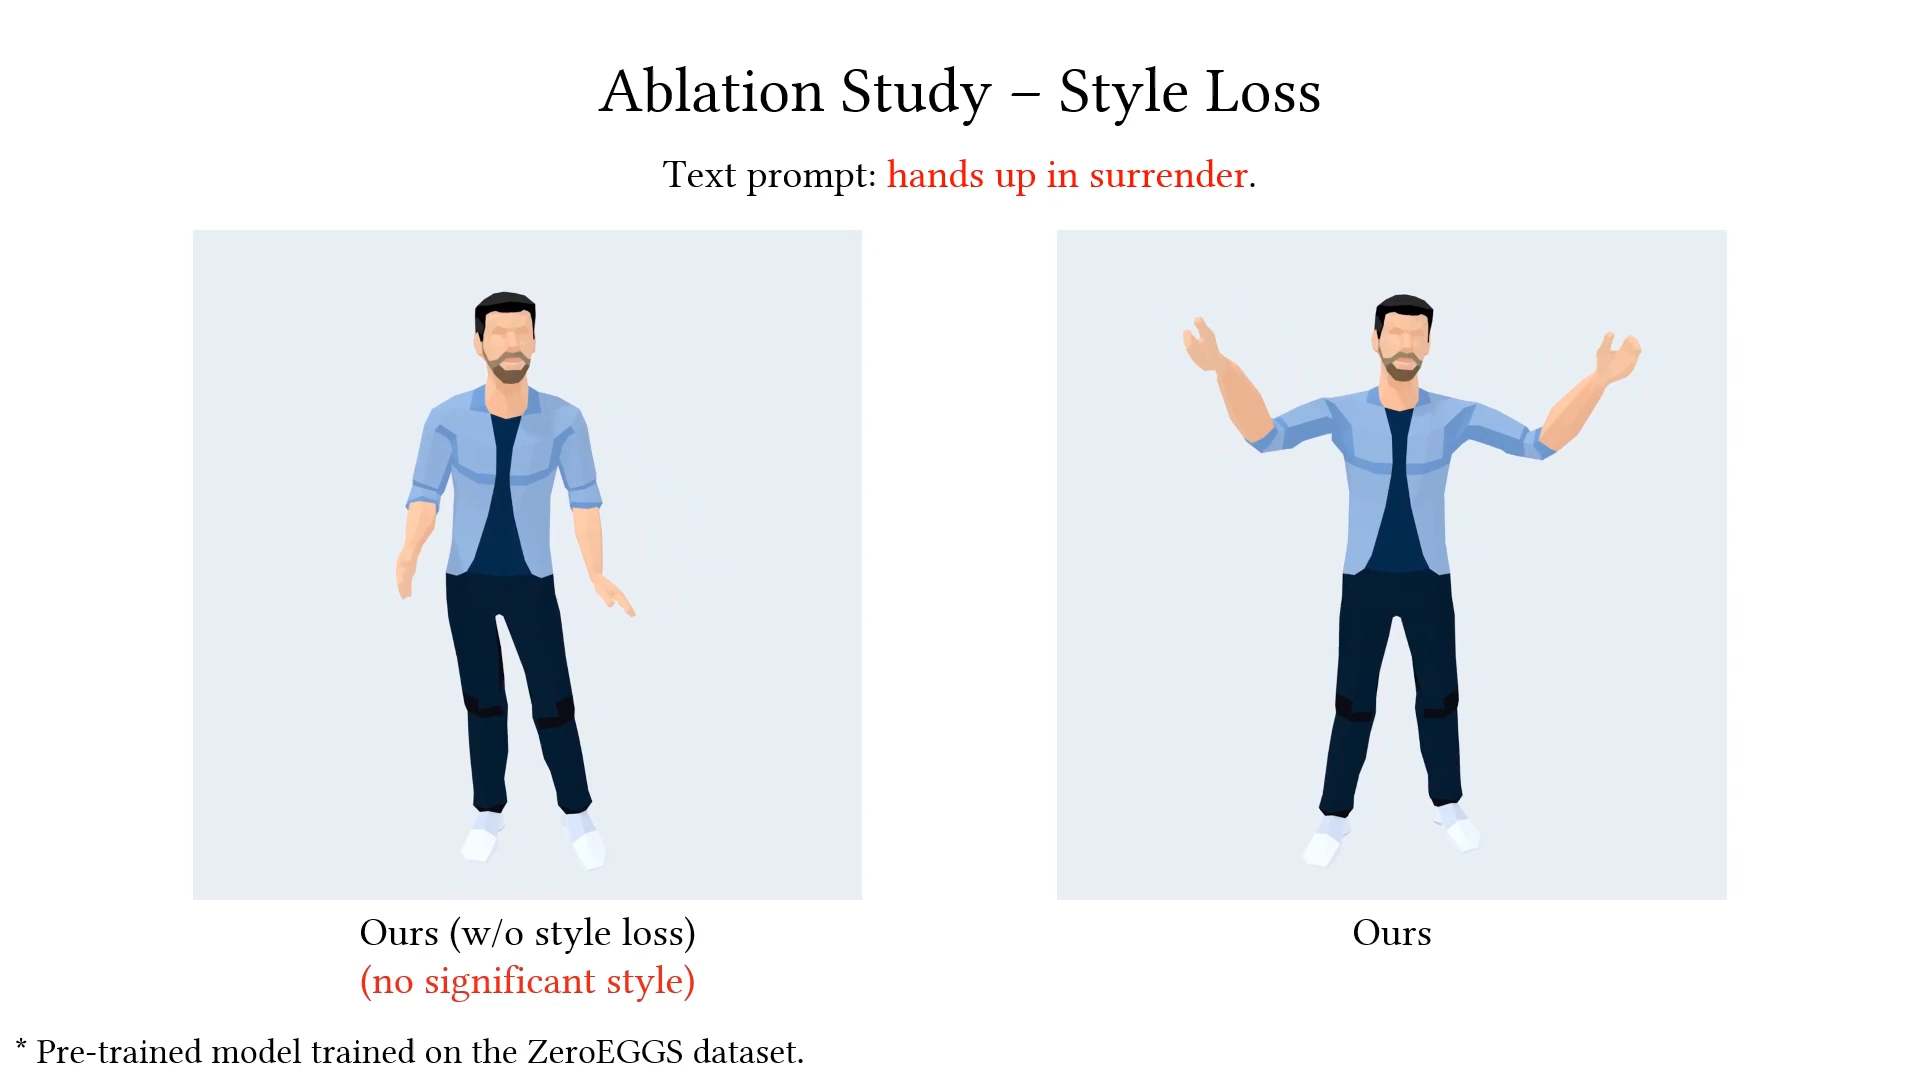 Ablation Study – Style Loss
Text prompt: hands up in surrender.
Ours (w/o style loss)
(no significant style)
Ours
* Pre-trained model trained on the ZeroEGGS dataset.